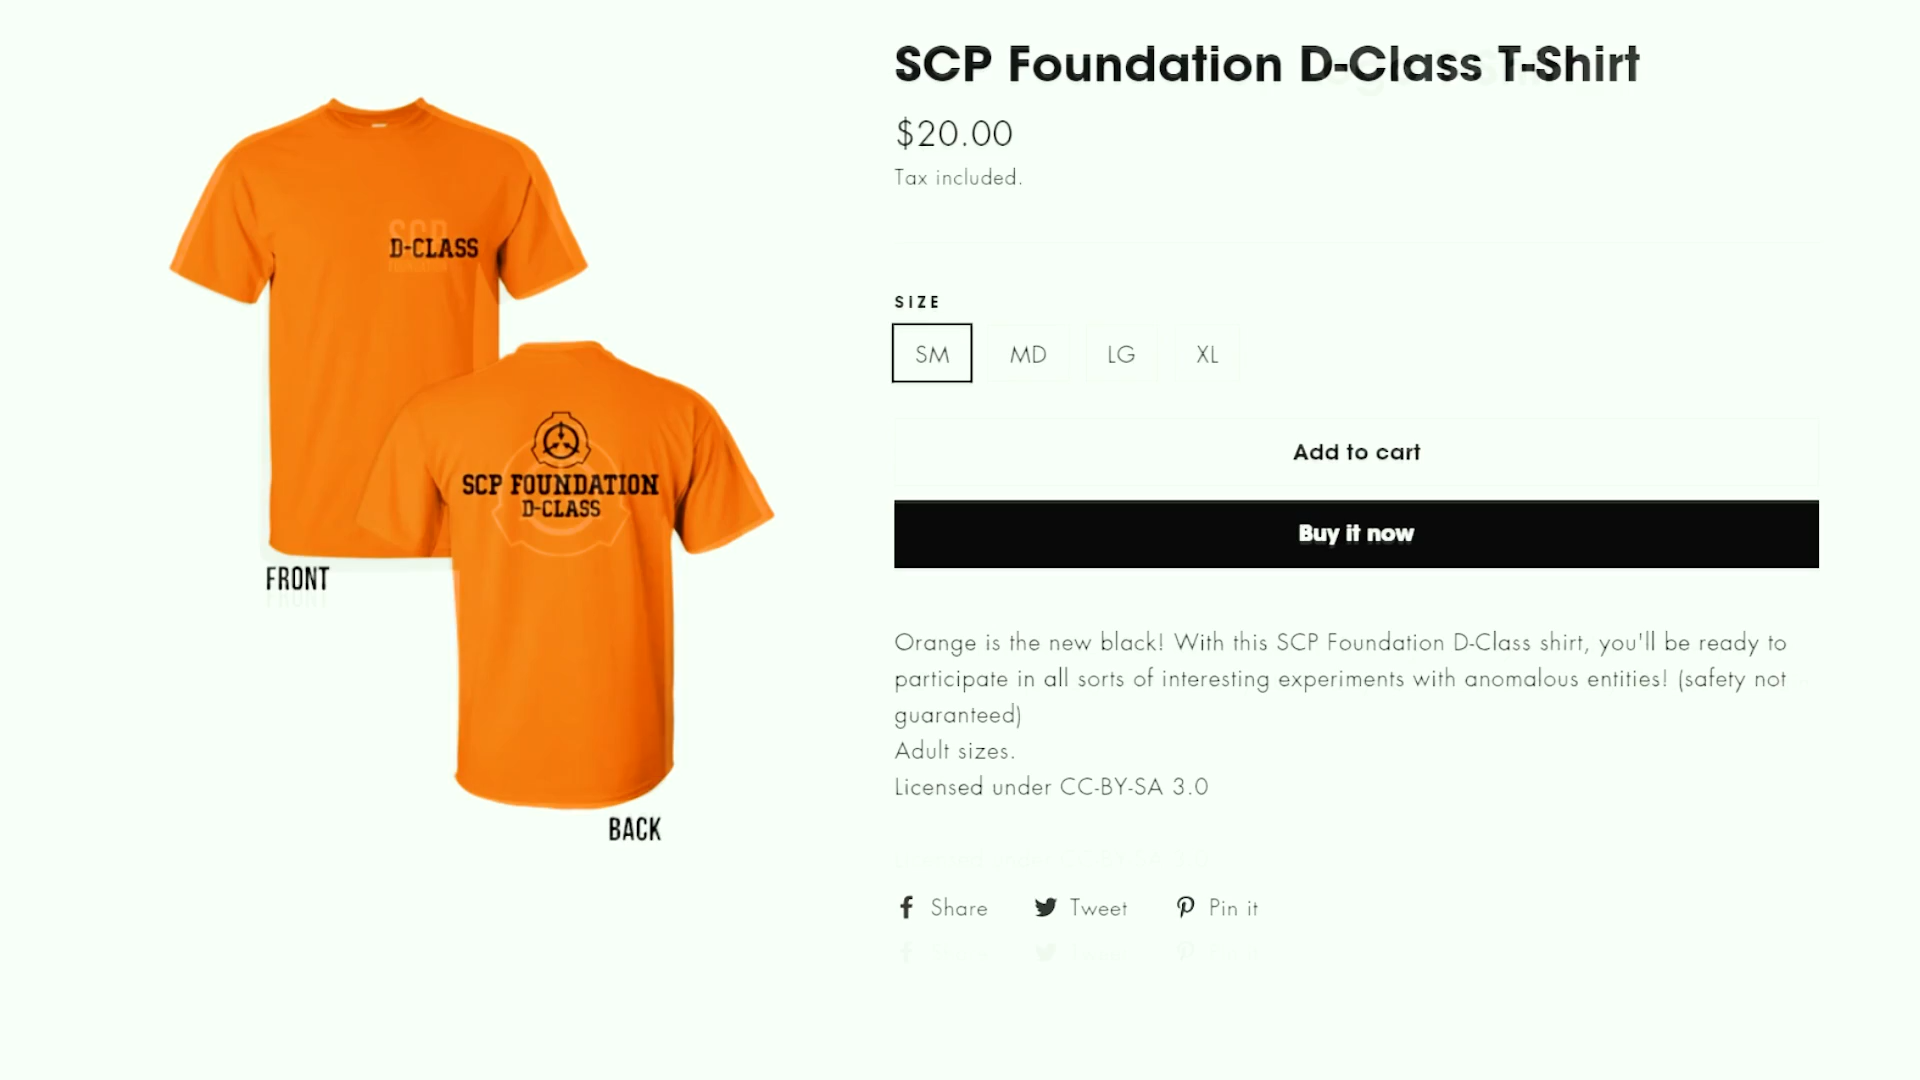 SCP Foundation D-Class T-Shirt
$20.00
Tax included.
SIZE
SM MD LG XL
Add to cart
Buy it now
Orange is the new black! With this SCP Foundation D-Class shirt, you'll be ready to
participate in all sorts of interesting experiments with anomalous entities! (safety not
guaranteed)
Adult sizes.
Licensed under CC-BY-SA 3.0
Share Tweet Pin it
D-CLASS
FRONT
SCP FOUNDATION
D-CLASS
BACK